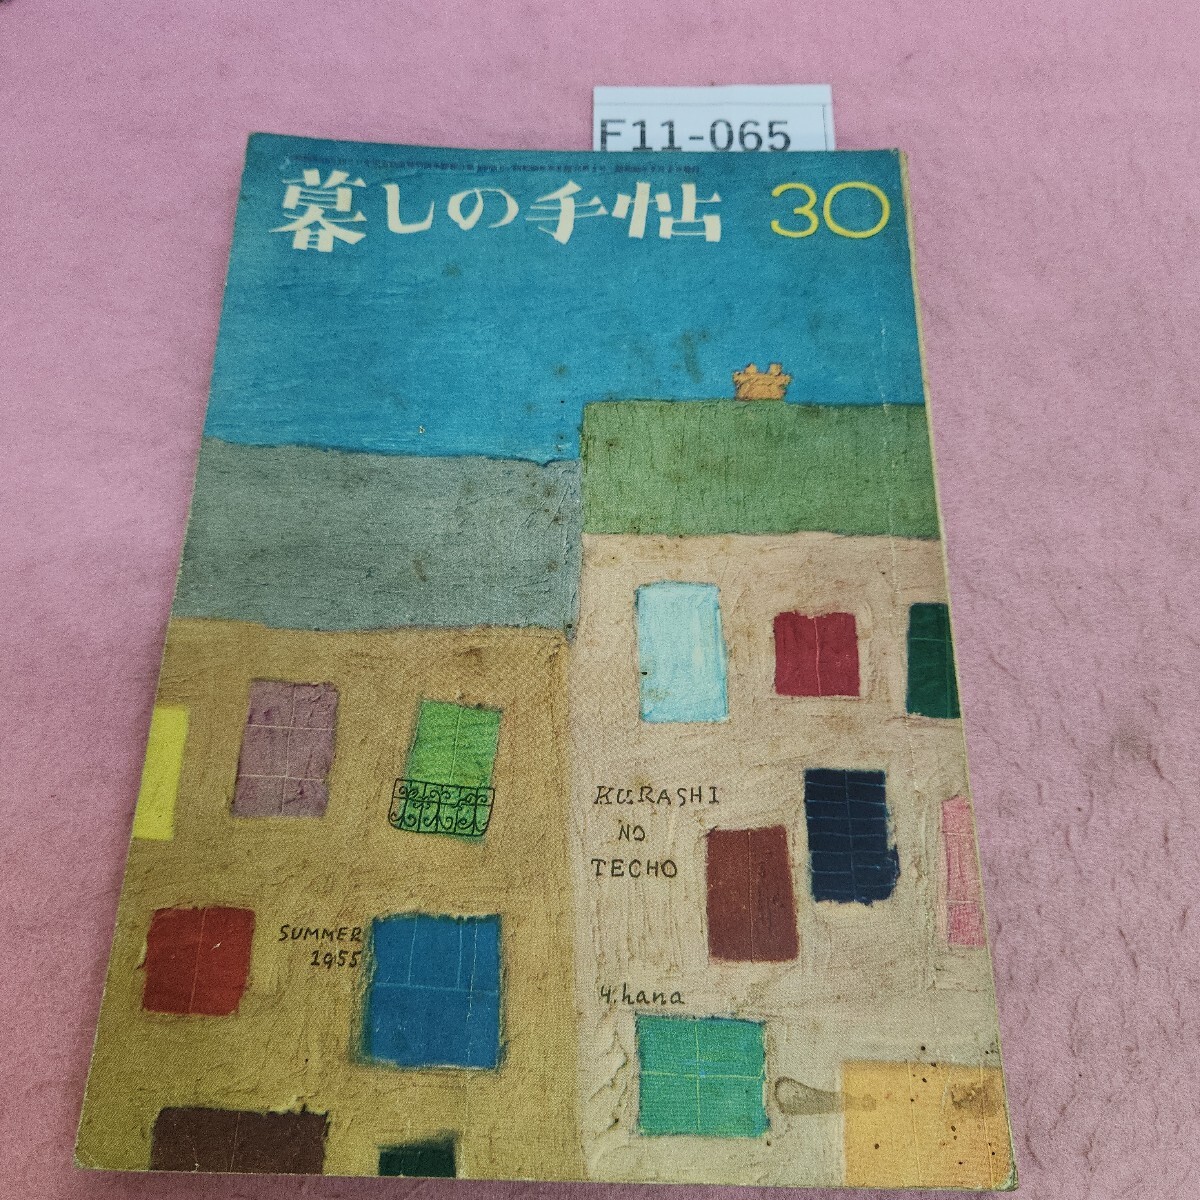 F11-065
暮しの手帖 30
KURASHI
NO
TECHO
SUMMER
1955
Y.hana